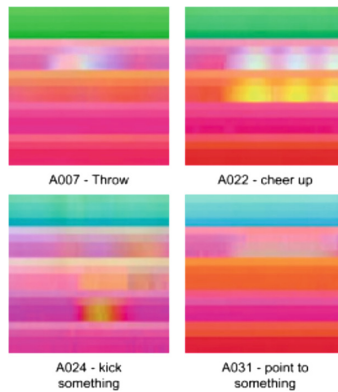 A007 - Throw
A022 - cheer up
A024 - kick
something
A031 - point to
something